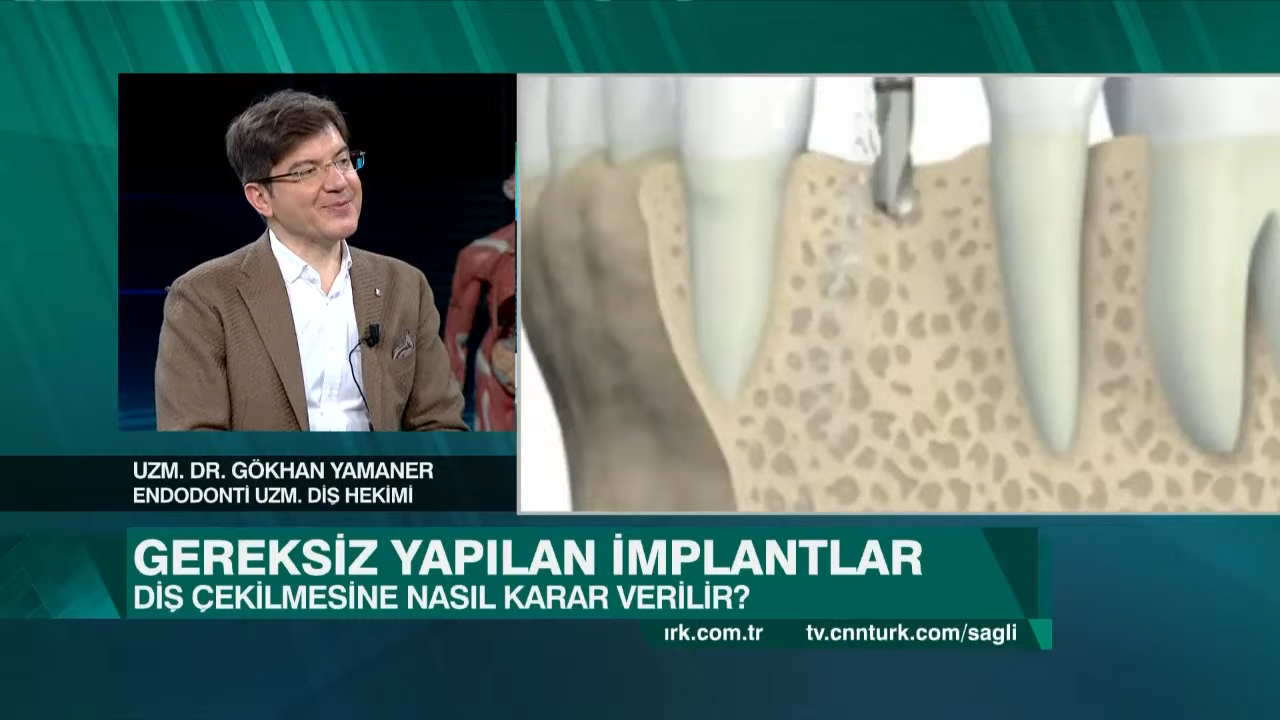 UZM. DR. GÖKHAN YAMANER
ENDODONTİ UZM. DİŞ HEKİMİ
GEREKSİZ YAPILAN İMPLANTLAR
DİŞ ÇEKİLMESİNE NASIL KARAR VERİLİR?
rk.com.tr tv.cnnturk.com/sagli